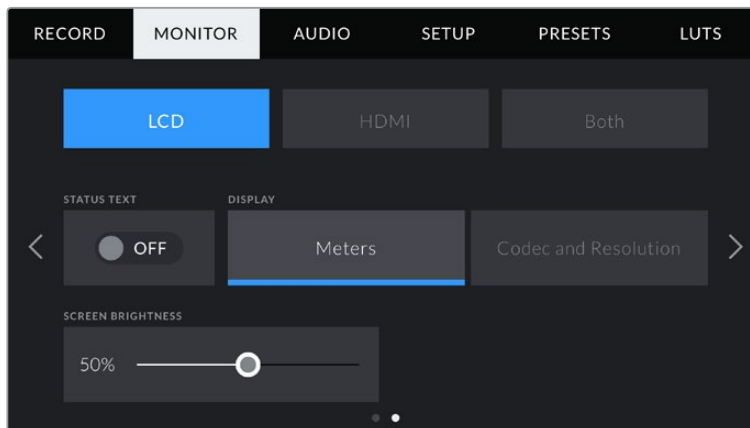 RECORD MONITOR AUDIO SETUP PRESETS LUTS
LCD HDMI Both
STATUS TEXT DISPLAY
OFF Meters Codec and Resolution
SCREEN BRIGHTNESS
50%